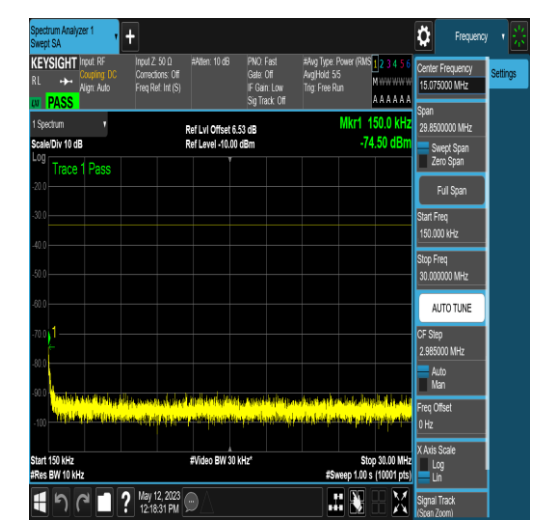 Spectrum Analyzer 1
Swept SA
+
Frequency
KEYSIGHT
RL
PASS
Input: RF
Coupling: DC
Align: Auto
Input Z: 50 Ω
Corrections: Off
Freq Ref: Int (S)
#Atten: 10 dB
PNO: Fast
Gate: Off
IF Gain: Low
Sig Track: Off
#Avg Type: Power (RMS
Avg|Hold: 5/5
Trig: Free Run
1 2 3 4 5 6
M W W W W W
A A A A A A
1 Spectrum
Scale/Div 10 dB
Ref Lvl Offset 6.53 dB
Ref Level -10.00 dBm
Mkr1 150.0 kHz
-74.50 dBm
Log
Trace 1 Pass
-20.0
-30.0
-40.0
-50.0
-60.0
-70.0
1
-80.0
-90.0
-100
Start 150 kHz
#Res BW 10 kHz
#Video BW 30 kHz*
Stop 30.00 MHz
#Sweep 1.00 s (10001 pts)
?
May 12, 2023
12:18:31 PM
Center Frequency
15.075000 MHz
Settings
Span
29.8500000 MHz
Swept Span
Zero Span
Full Span
Start Freq
150.000 kHz
Stop Freq
30.000000 MHz
AUTO TUNE
CF Step
2.985000 MHz
Auto
Man
Freq Offset
0 Hz
X Axis Scale
Log
Lin
Signal Track
(Span Zoom)